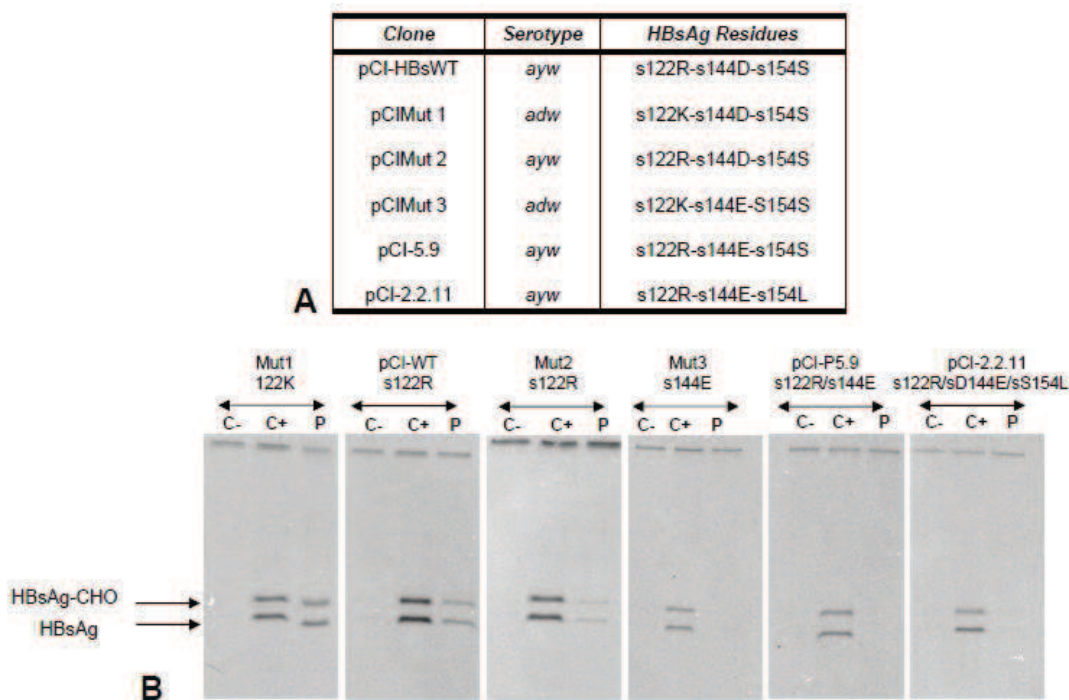 Clone Serotype HBsAg Residues
pCI-HBsWT ayw s122R-s144D-s154S
pCIMut 1 adw s122K-s144D-s154S
pCIMut 2 ayw s122R-s144D-s154S
pCIMut 3 adw s122K-s144E-S154S
pCI-5.9 ayw s122R-s144E-s154S
pCI-2.2.11 ayw s122R-s144E-s154L
A
Mut1 pCI-WT Mut2 Mut3 pCI-P5.9 pCI-2.2.11
122K s122R s122R s144E s122R/s144E s122R/sD144E/sS154L
C- C+ P C- C+ P C- C+ P C- C+ P C- C+ P C- C+ P
HBsAg-CHO
HBsAg
B